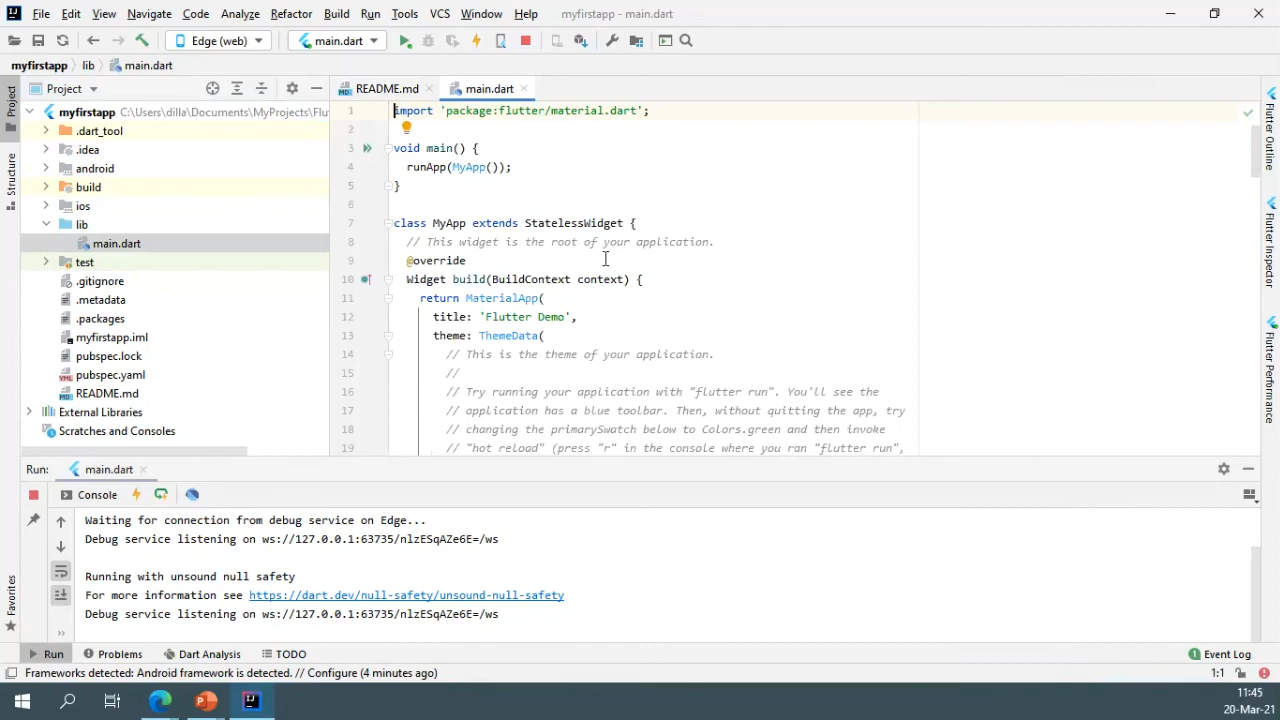 File Edit View Navigate Code Analyze Refactor Build Run Tools VCS Window Help myfirstapp - main.dart
Edge (web) main.dart
myfirstapp lib main.dart
Project
README.md
main.dart
myfirstapp C:\Users\dilla\Documents\MyProjects\Flu
.dart_tool
.idea
android
build
ios
lib
main.dart
test
.gitignore
.metadata
.packages
myfirstapp.iml
pubspec.lock
pubspec.yaml
README.md
External Libraries
Scratches and Consoles
1 import 'package:flutter/material.dart';
2
3 void main() {
4 runApp(MyApp());
5 }
6
7 class MyApp extends StatelessWidget {
8 // This widget is the root of your application.
9 @override
10 Widget build(BuildContext context) {
11 return MaterialApp(
12 title: 'Flutter Demo',
13 theme: ThemeData(
14 // This is the theme of your application.
15 //
16 // Try running your application with "flutter run". You'll see the
17 // application has a blue toolbar. Then, without quitting the app, try
18 // changing the primarySwatch below to Colors.green and then invoke
19 // "hot reload" (press "r" in the console where you ran "flutter run",
Project
Structure
Favorites
Flutter Outline
Flutter Inspector
Flutter Performance
Run: main.dart
Console
Waiting for connection from debug service on Edge...
Debug service listening on ws://127.0.0.1:63735/nlzESqAZe6E=/ws
Running with unsound null safety
For more information see https://dart.dev/null-safety/unsound-null-safety
Debug service listening on ws://127.0.0.1:63735/nlzESqAZe6E=/ws
Run Problems Dart Analysis TODO 1 Event Log
Frameworks detected: Android framework is detected. // Configure (4 minutes ago) 1:1
11:45
20-Mar-21